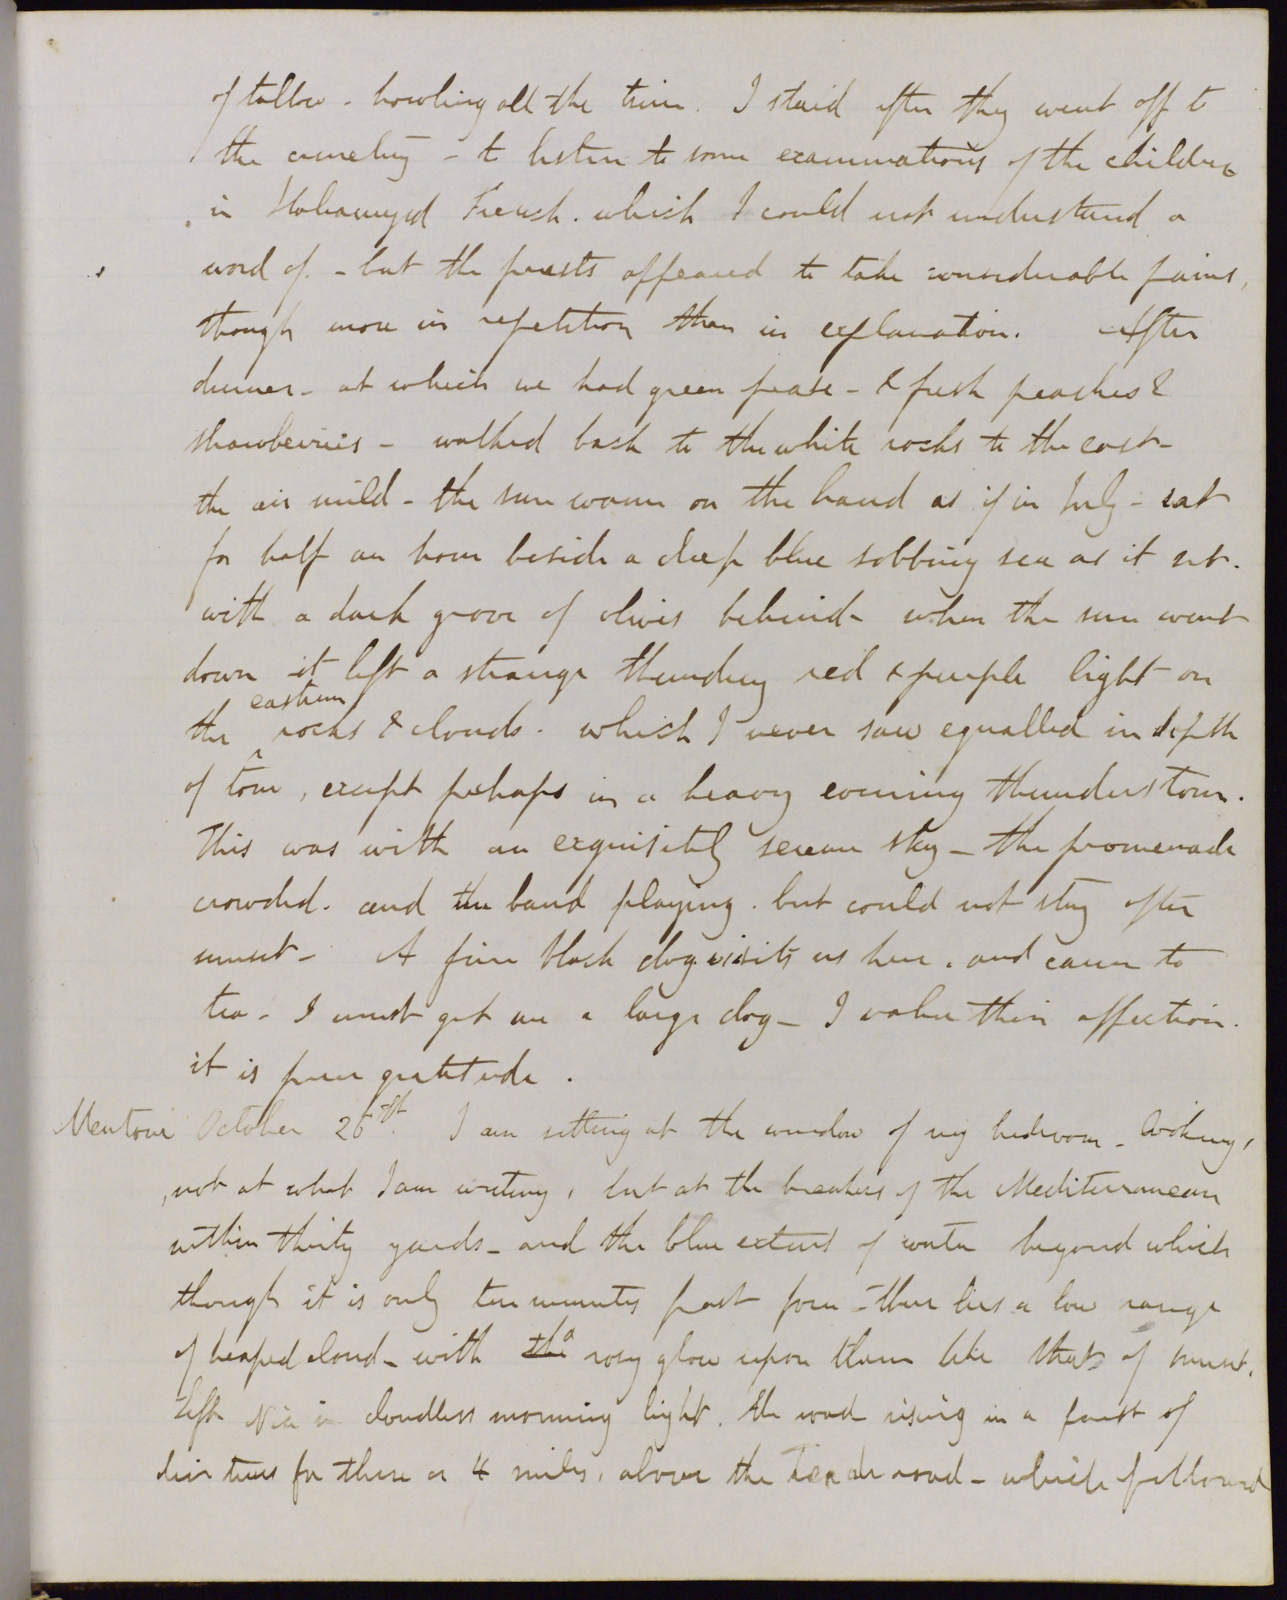 of tallow - howling all the time. I staid after they went off to
the cemetery - to listen to some examinations of the children
in French. which I could not understand a
word of. - but the priests appeared to take considerable pains,
though more in repetition than in explanation. After
dinner - at which we had green pease - & fresh peaches &
strawberries - walked back to the white rocks to the east -
the air mild - the sun warm on the hand as if in July - sat
for half an hour beside a deep blue sobbing sea as it set.
with a dark grove of olives behind - when the sun went
down it left a strange thundery red & purple light on
the eastern rocks & clouds. which I never saw equalled in depth
of tone, except perhaps in a heavy evening thunderstorm.
This was with an exquisitely serene sky - the promenade
crowded. and the band playing. but could not stay after
sunset - A fine black dog visits us here. and came to
tea - I must get me a large dog - I value their affection.
it is pure gratitude.
Mentone October 26th. I am sitting at the window of my bedroom - looking,
not at what I am writing, but at the breakers of the Mediterranean
within thirty yards - and the blue extent of water beyond which
though it is only ten minutes past four - there lies a low range
of heaped cloud - with the a rosy glow upon them like that of sunset.
Left Nice in cloudless morning light. the road rising in a forest of
olive trees for three or 4 miles, above the road - which followed